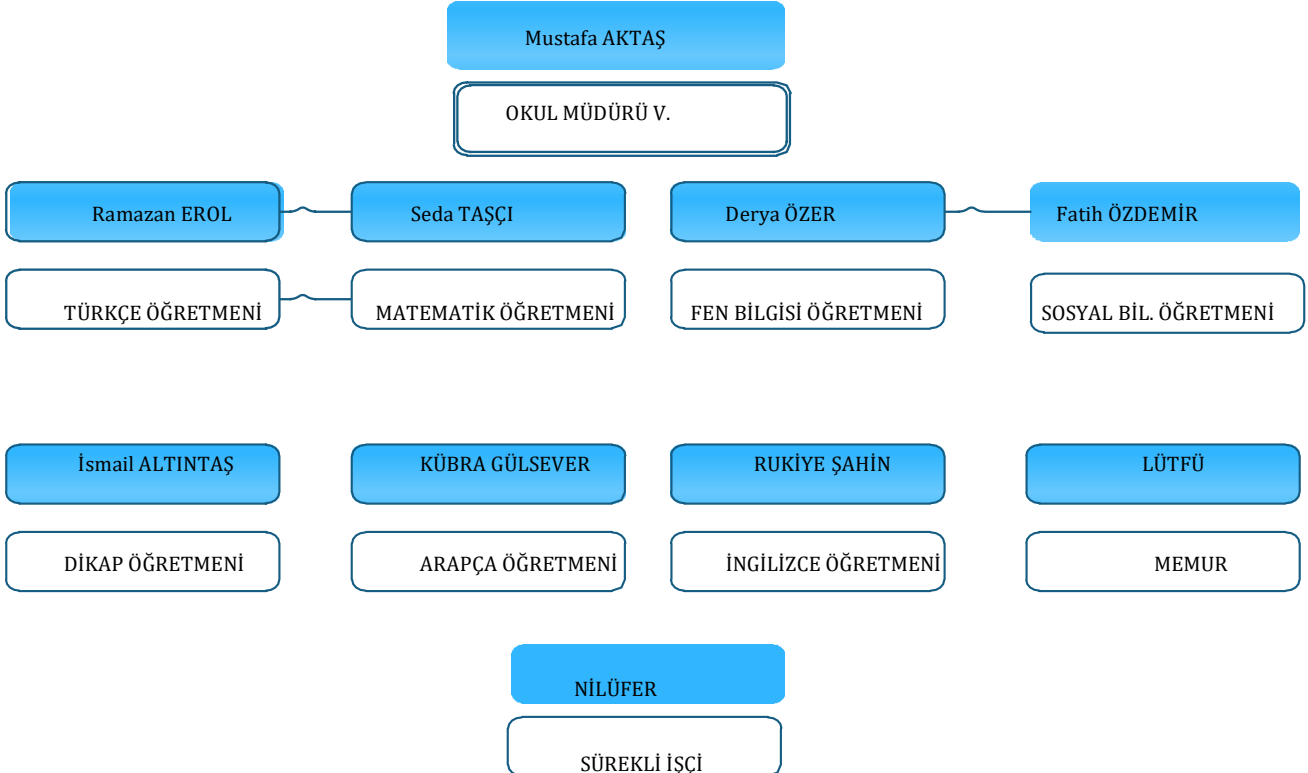 Mustafa AKTAŞ
OKUL MÜDÜRÜ V.
Ramazan EROL
Seda TAŞÇI
Derya ÖZER
Fatih ÖZDEMİR
TÜRKÇE ÖĞRETMENİ
MATEMATİK ÖĞRETMENİ
FEN BİLGİSİ ÖĞRETMENİ
SOSYAL BİL. ÖĞRETMENİ
İsmail ALTINTAŞ
KÜBRA GÜLSEVER
RUKİYE ŞAHİN
LÜTFÜ
DİKAP ÖĞRETMENİ
ARAPÇA ÖĞRETMENİ
İNGİLİZCE ÖĞRETMENİ
MEMUR
NİLÜFER
SÜREKLİ İŞÇİ